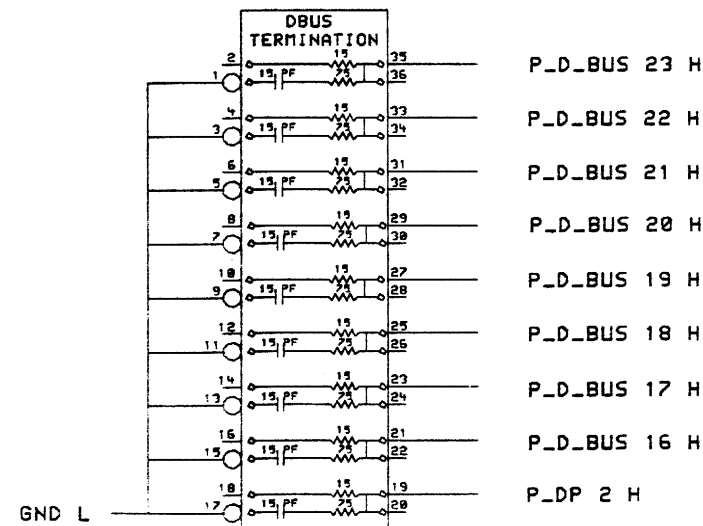 DBUS
TERMINATION
2 15 35 P_D_BUS 23 H
1 15 PF 75 36
4 15 33 P_D_BUS 22 H
3 15 PF 75 34
6 15 31 P_D_BUS 21 H
5 15 PF 75 32
8 15 29 P_D_BUS 20 H
7 15 PF 75 30
10 15 27 P_D_BUS 19 H
9 15 PF 75 28
12 15 25 P_D_BUS 18 H
11 15 PF 75 26
14 15 23 P_D_BUS 17 H
13 15 PF 75 24
16 15 21 P_D_BUS 16 H
15 15 PF 75 22
18 15 19 P_DP 2 H
GND L 17 15 PF 75 20